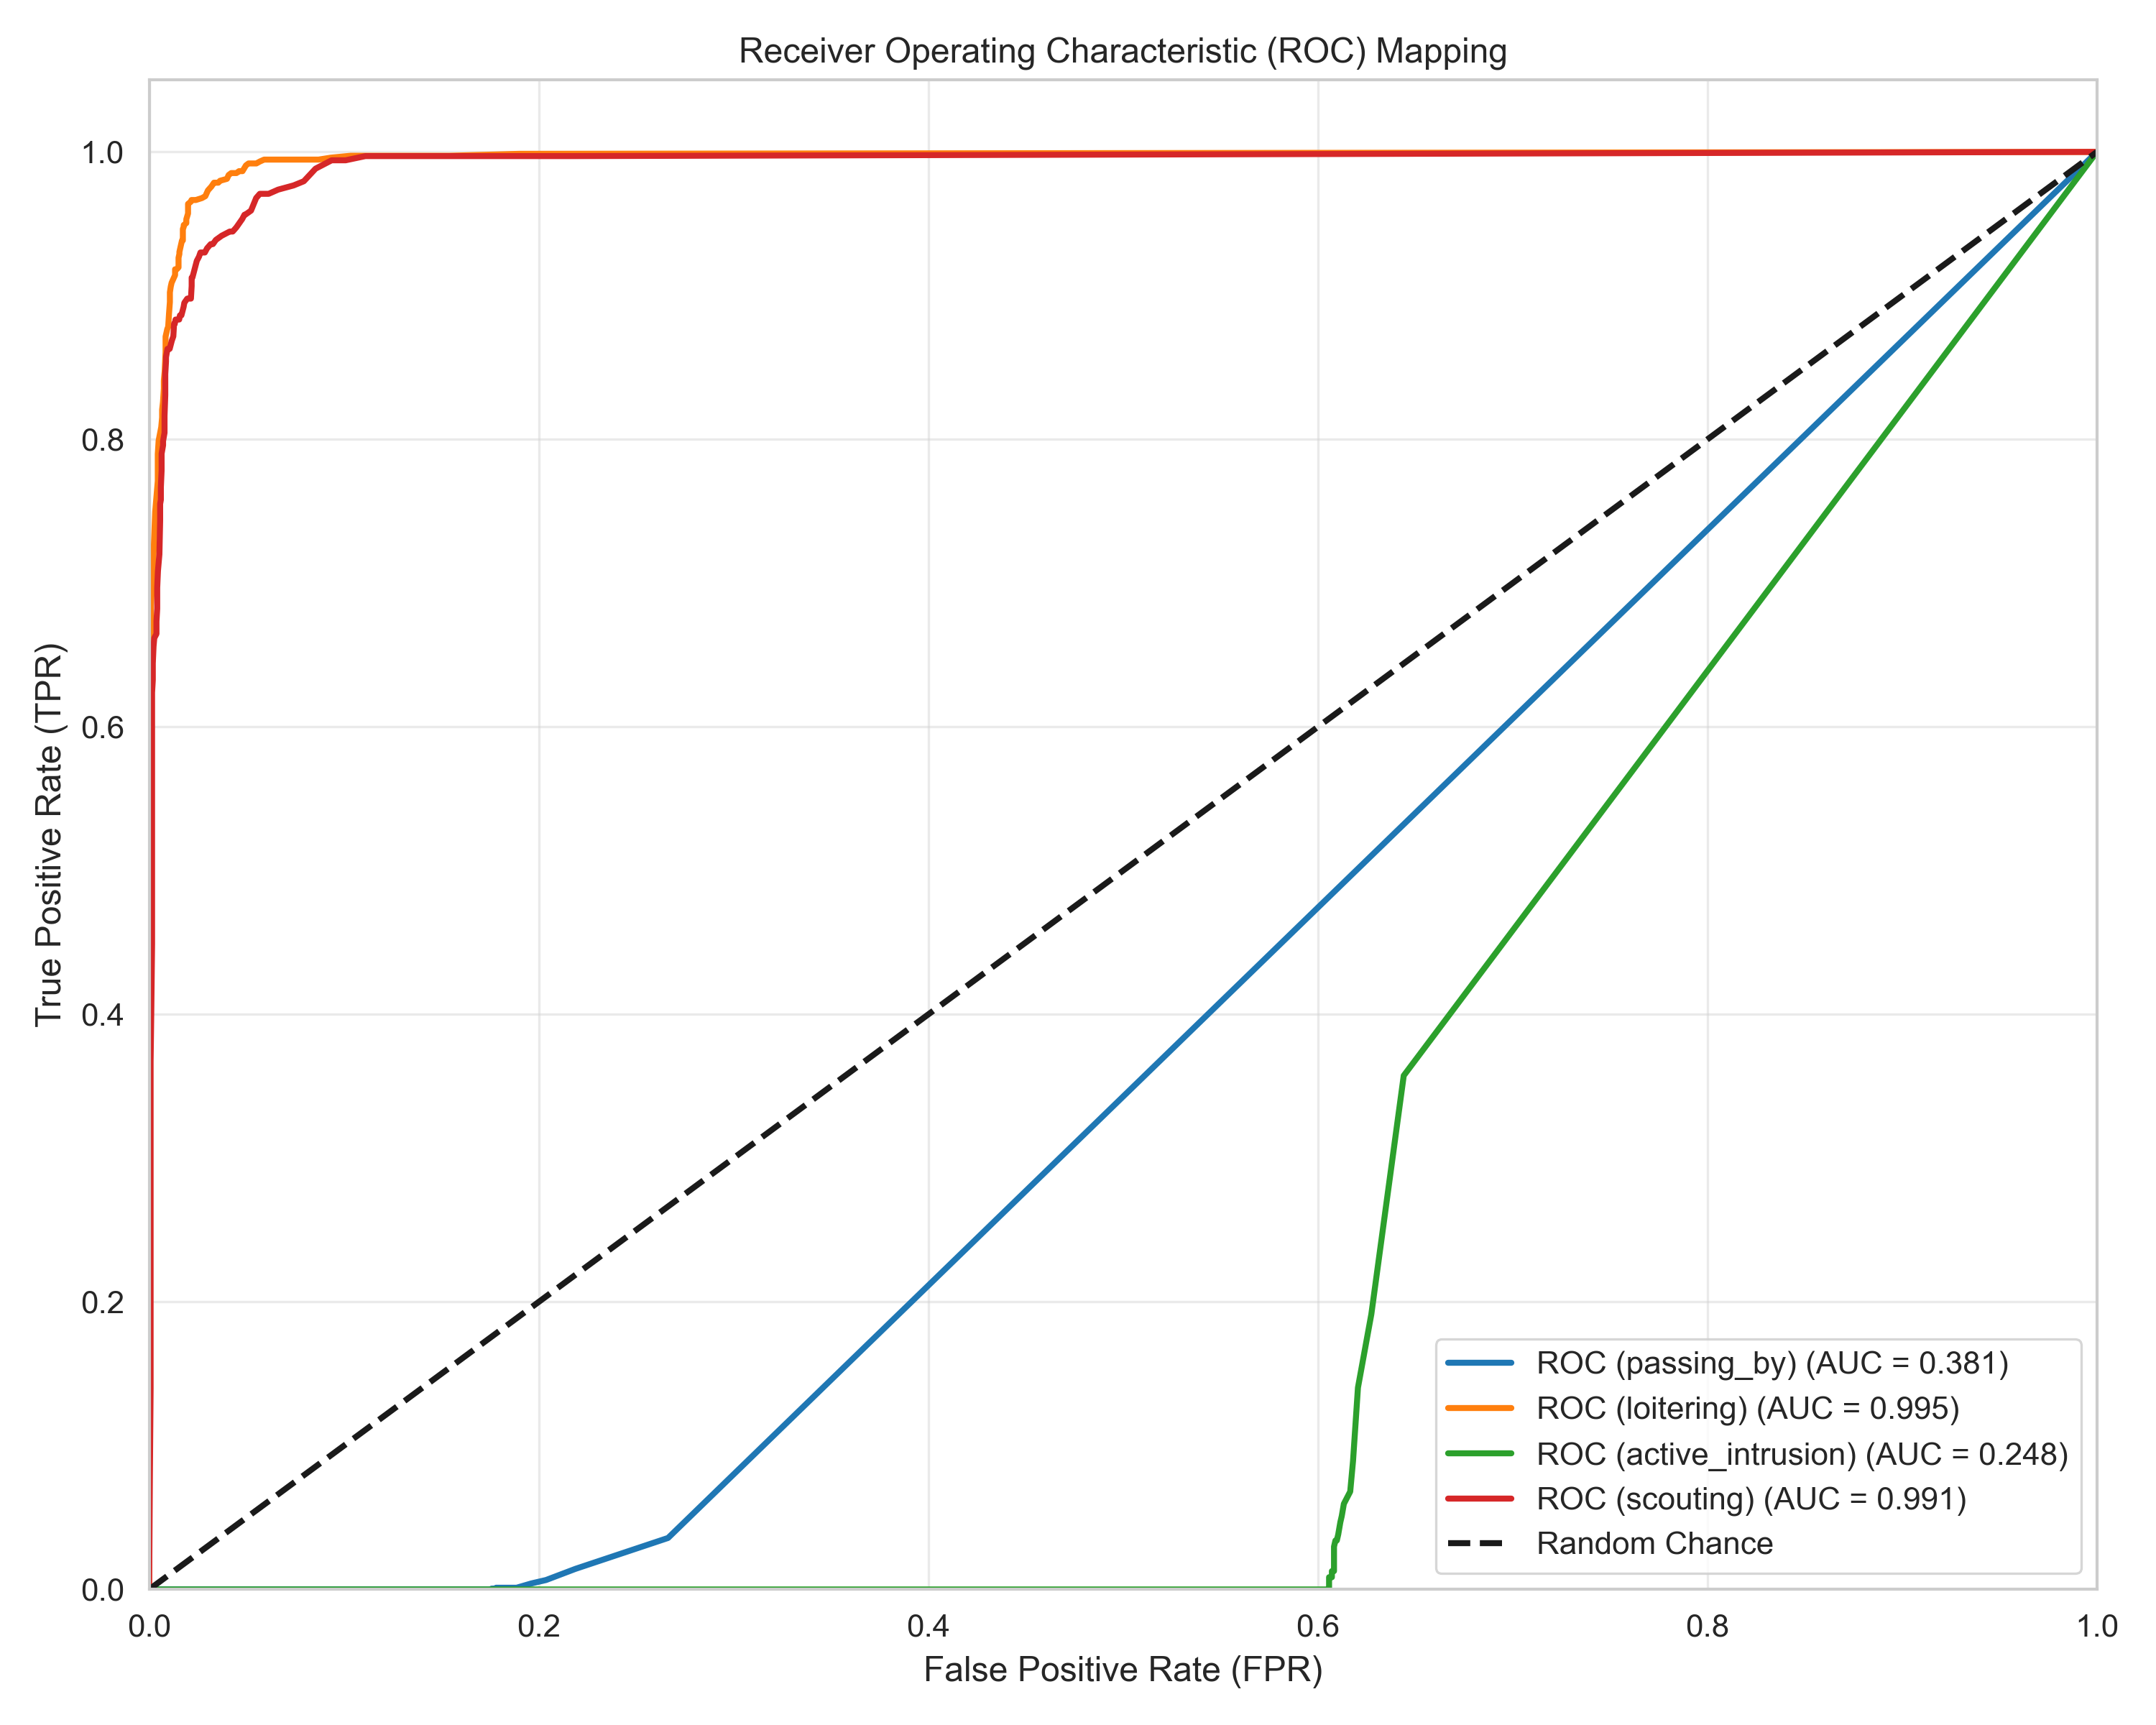 Receiver Operating Characteristic (ROC) Mapping
True Positive Rate (TPR)
1.0
0.8
0.6
0.4
0.2
0.0
0.0 0.2 0.4 0.6 0.8 1.0
False Positive Rate (FPR)
ROC (passing_by) (AUC = 0.381)
ROC (loitering) (AUC = 0.995)
ROC (active_intrusion) (AUC = 0.248)
ROC (scouting) (AUC = 0.991)
Random Chance